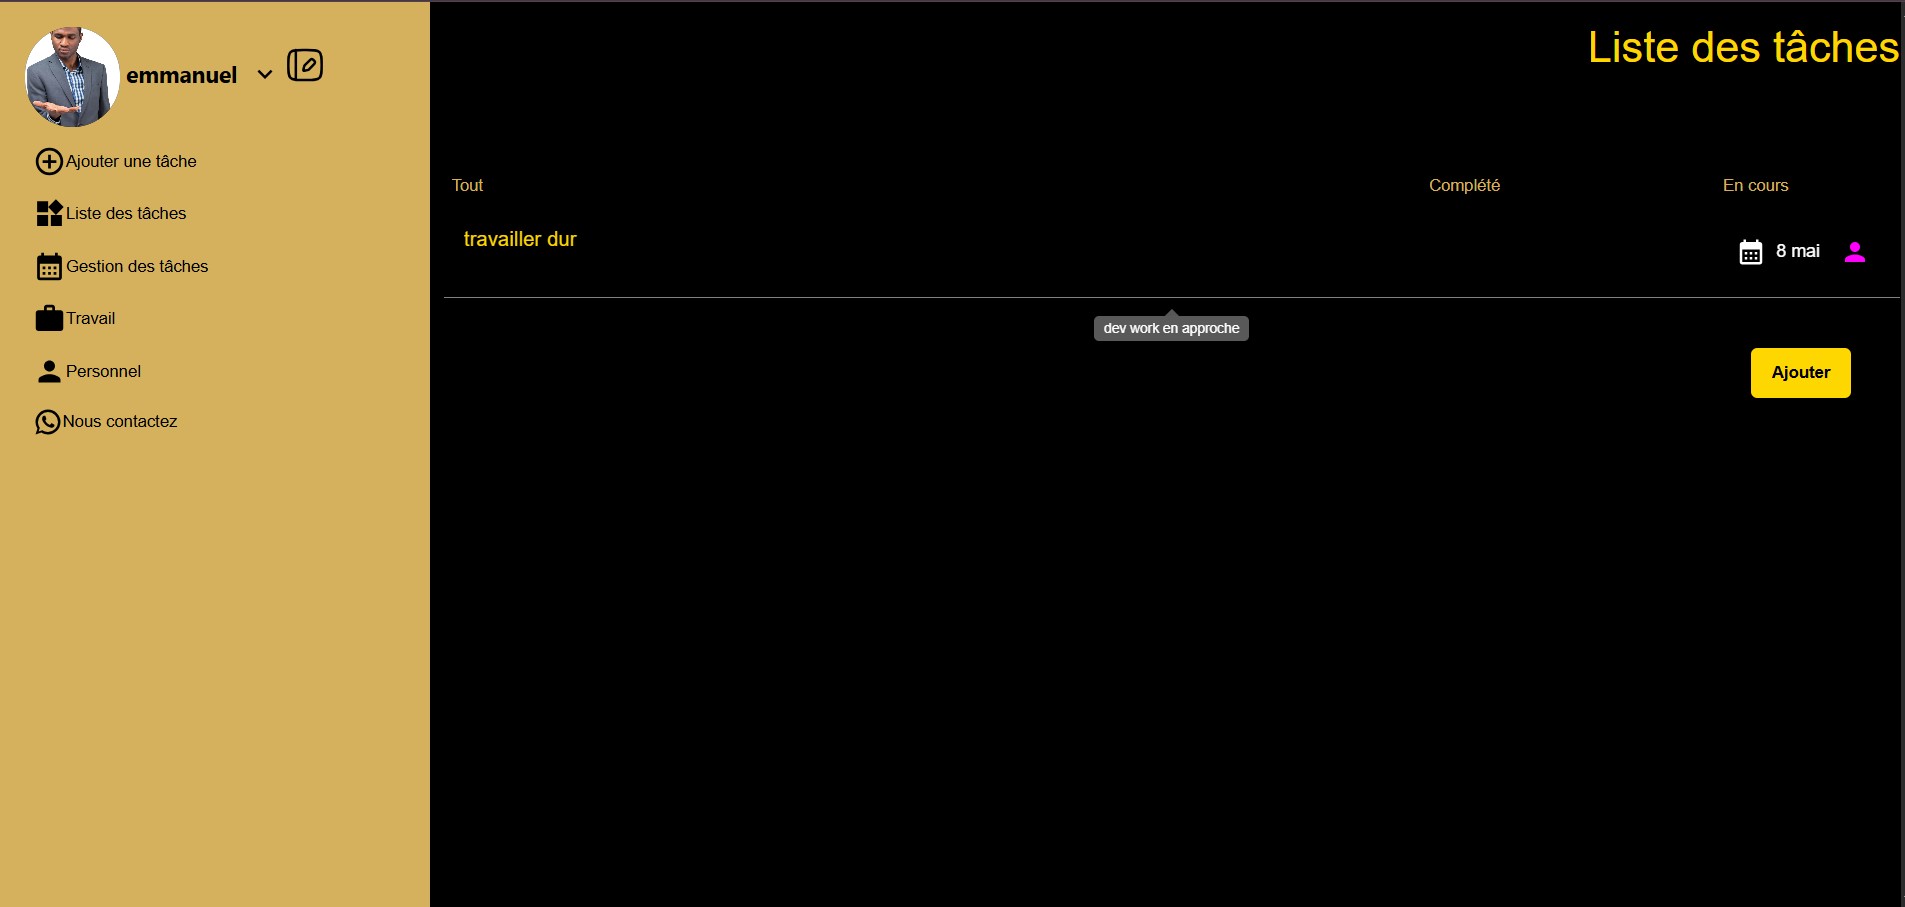 emmanuel
Ajouter une tâche
Liste des tâches
Gestion des tâches
Travail
Personnel
Nous contactez
Liste des tâches
Tout Complété En cours
travailler dur
8 mai
dev work en approche
Ajouter